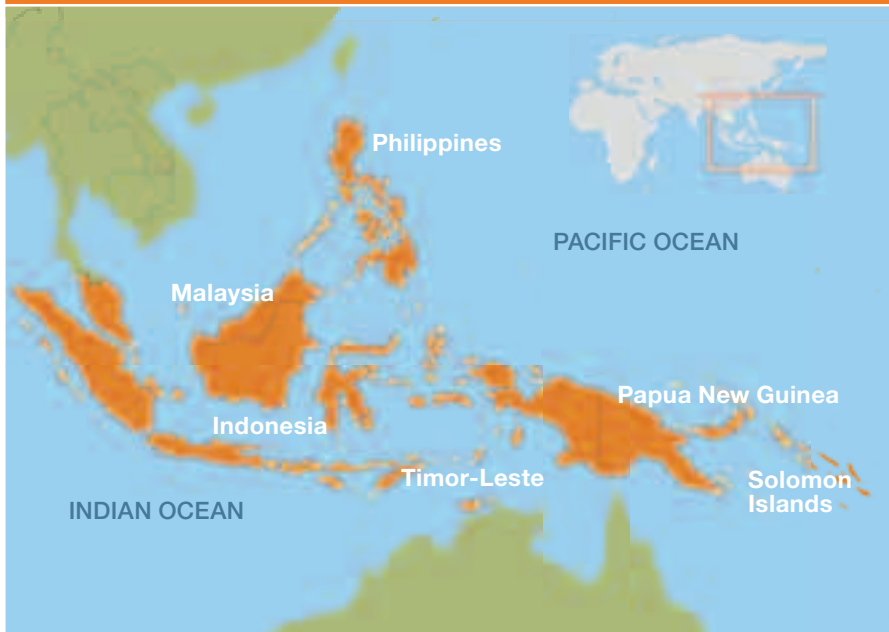 Philippines
PACIFIC OCEAN
Malaysia
Papua New Guinea
Indonesia
Timor-Leste
Solomon
Islands
INDIAN OCEAN